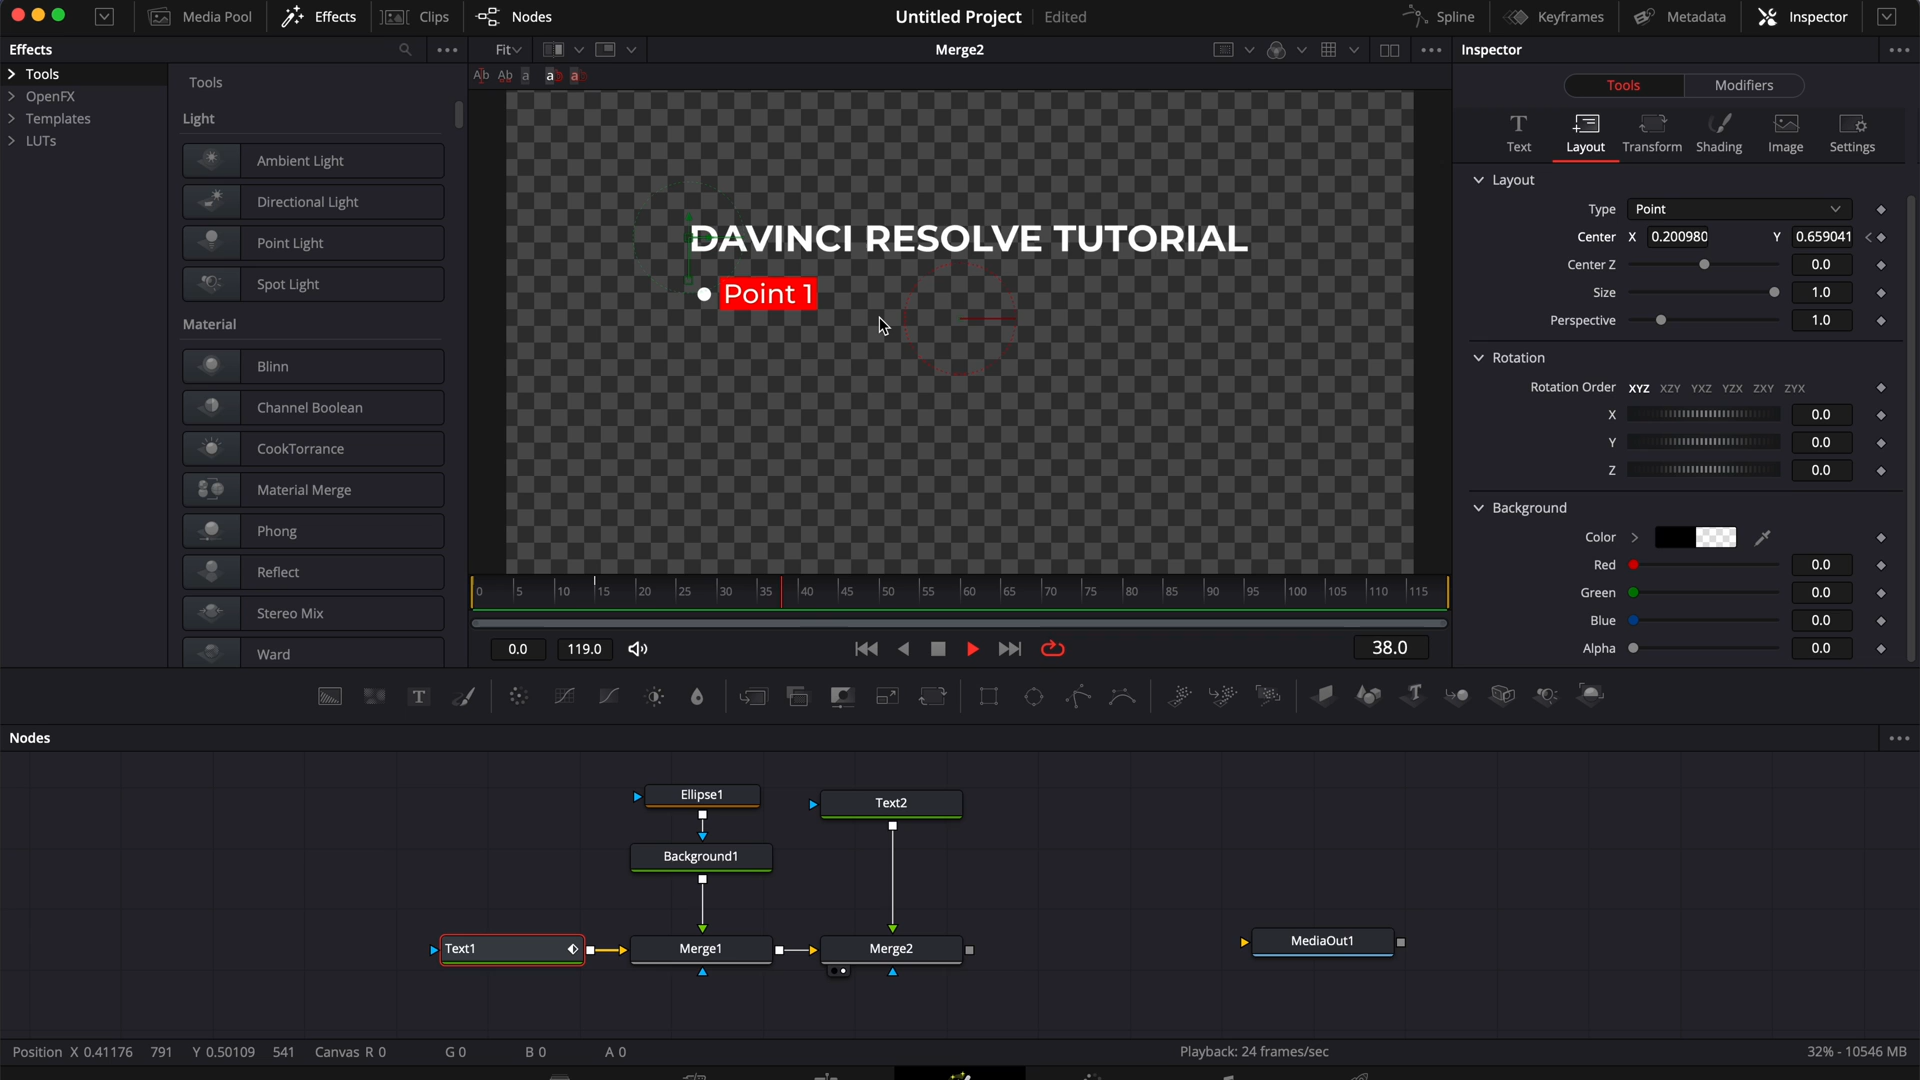 Media Pool Effects Clips Nodes Untitled Project Edited Spline Keyframes Metadata Inspector
Effects Fit Merge2 Inspector
Tools
OpenFX
Templates
LUTs
Tools
Light
Ambient Light
Directional Light
Point Light
Spot Light
Material
Blinn
Channel Boolean
CookTorrance
Material Merge
Phong
Reflect
Stereo Mix
Ward
Ab Ab a a a
DAVINCI RESOLVE TUTORIAL
Point 1
0 5 10 15 20 25 30 35 40 45 50 55 60 65 70 75 80 85 90 95 100 105 110 115
0.0 119.0 38.0
Tools Modifiers
Text Layout Transform Shading Image Settings
Layout
Type Point
Center X 0.200980 Y 0.659041
Center Z 0.0
Size 1.0
Perspective 1.0
Rotation
Rotation Order XYZ XZY YXZ YZX ZXY ZYX
X 0.0
Y 0.0
Z 0.0
Background
Color
Red 0.0
Green 0.0
Blue 0.0
Alpha 0.0
Nodes
Ellipse1
Text2
Background1
Text1
Merge1
Merge2
MediaOut1
Position X 0.41176 791 Y 0.50109 541 Canvas R 0 G 0 B 0 A 0 Playback: 24 frames/sec 32% - 10546 MB